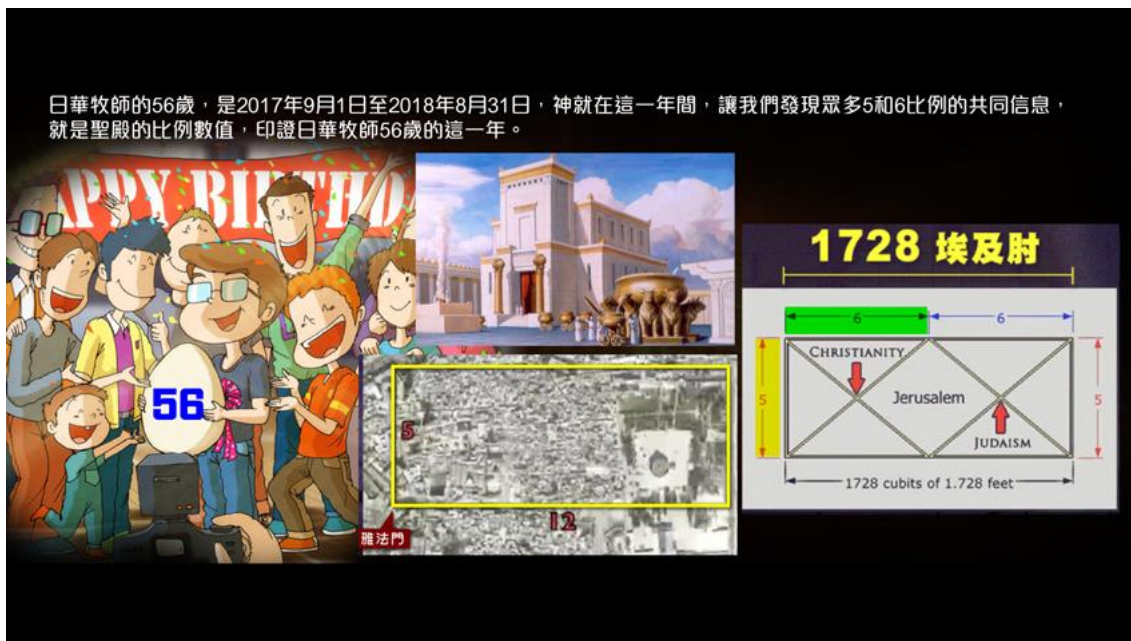 日華牧師的56歲，是2017年9月1日至2018年8月31日，神就在這一年間，讓我們發現眾多5和6比例的共同信息，
就是聖殿的比例數值，印證日華牧師56歲的這一年。
APPY BIRTHD
56
5
12
雅法門
1728 埃及肘
6
6
5
CHRISTIANITY
Jerusalem
JUDAISM
5
1728 cubits of 1.728 feet